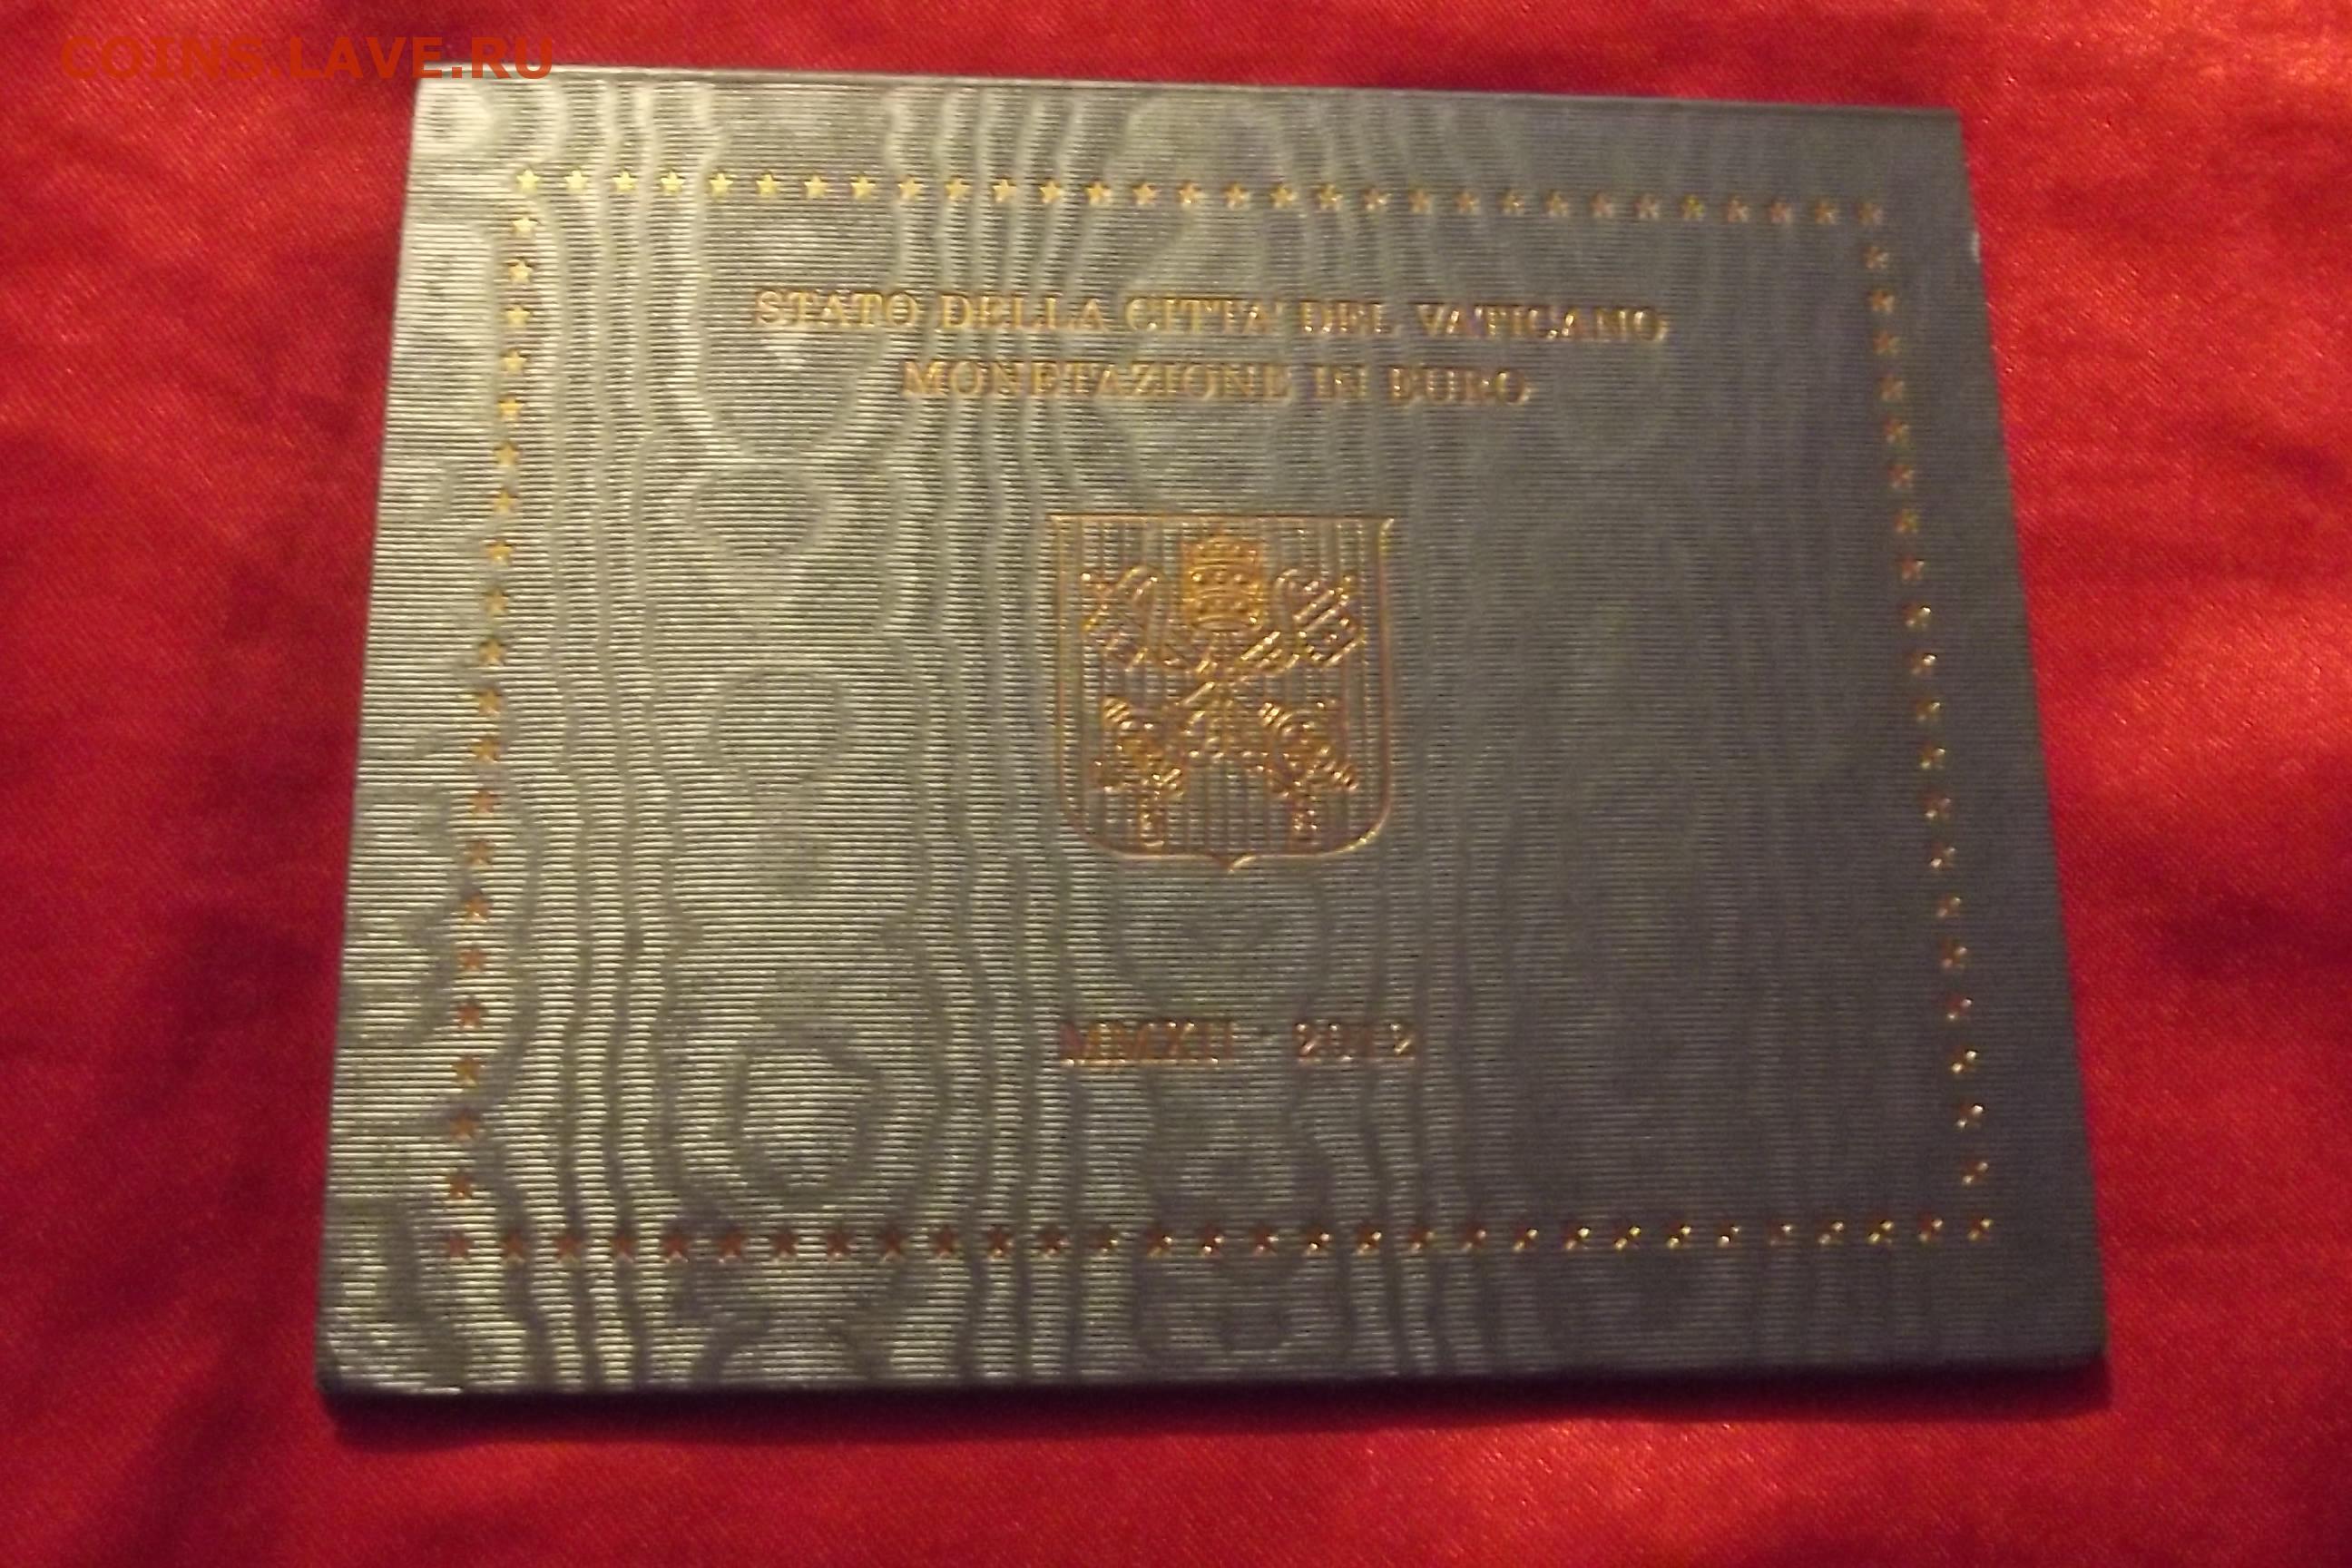 COINS.LAVE.RU
STATO DELLA CITTA' DEL VATICANO
MONETAZIONE IN EURO
MMXII - 2012